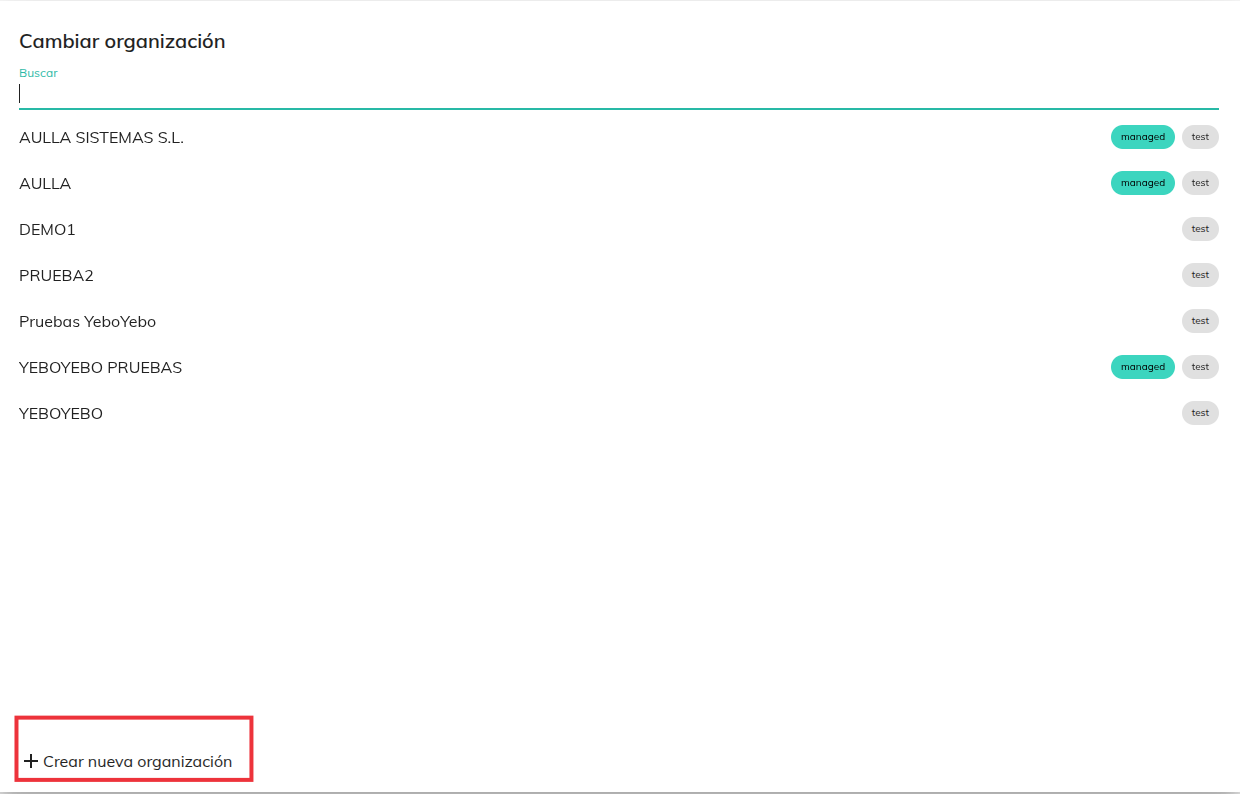 Cambiar organización
Buscar
AULLA SISTEMAS S.L. managed test
AULLA managed test
DEMO1 test
PRUEBA2 test
Pruebas YeboYebo test
YEBOYEBO PRUEBAS managed test
YEBOYEBO test
+ Crear nueva organización